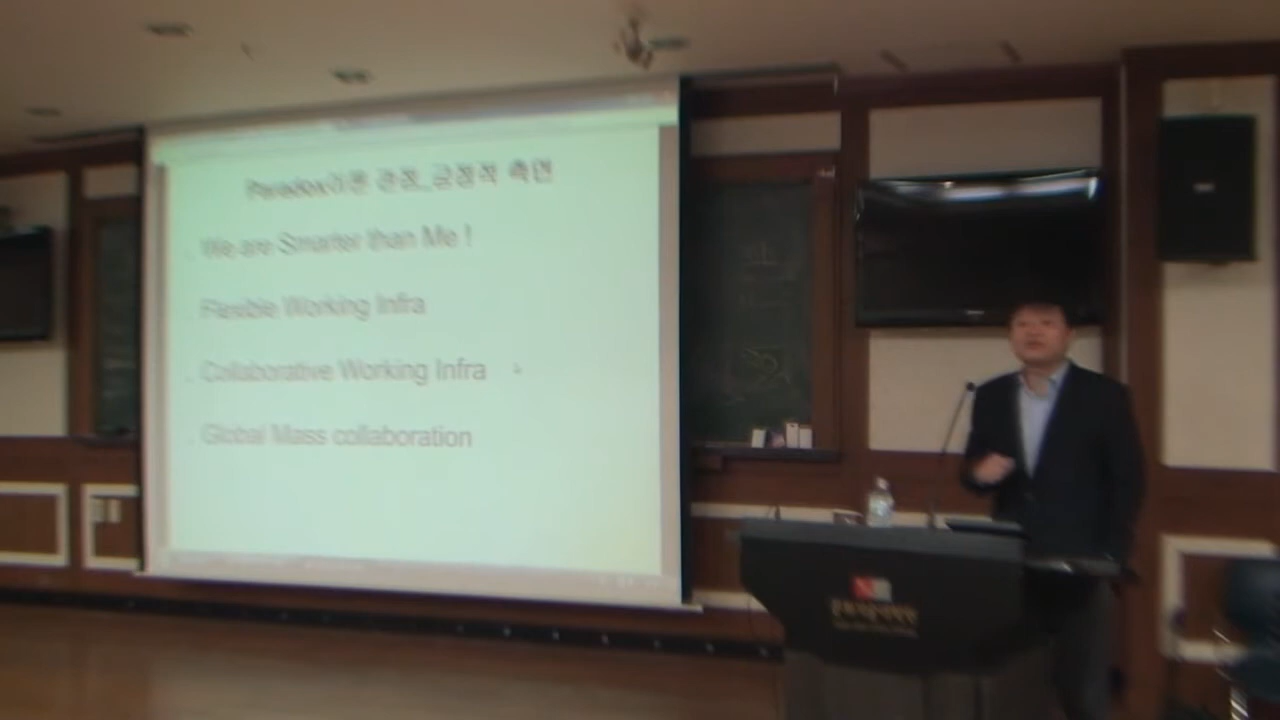 Paradox이론 관점_긍정적 측면
We are Smarter than Me !
Flexible Working Infra
Collaborative Working Infra
Global Mass collaboration